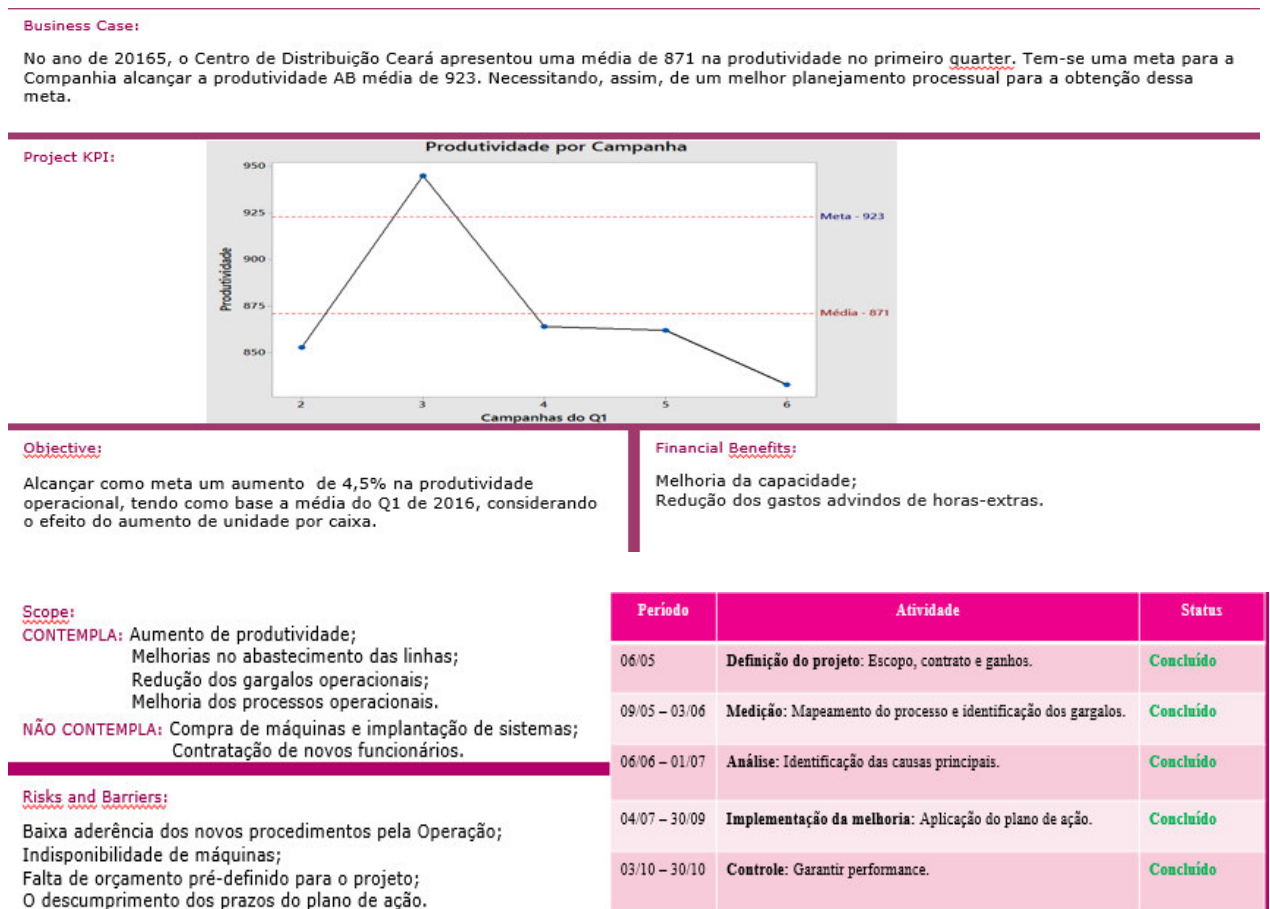 Business Case:
No ano de 20165, o Centro de Distribuição Ceará apresentou uma média de 871 na produtividade no primeiro quarter. Tem-se uma meta para a
Companhia alcançar a produtividade AB média de 923. Necessitando, assim, de um melhor planejamento processual para a obtenção dessa
meta.
Project KPI:
Produtividade por Campanha
950
925
900
875
850
Produtividade
Meta - 923
Média - 871
2 3 4 5 6
Campanhas do Q1
Objective:
Alcançar como meta um aumento de 4,5% na produtividade
operacional, tendo como base a média do Q1 de 2016, considerando
o efeito do aumento de unidade por caixa.
Financial Benefits:
Melhoria da capacidade;
Redução dos gastos advindos de horas-extras.
Scope:
CONTEMPLA: Aumento de produtividade;
Melhorias no abastecimento das linhas;
Redução dos gargalos operacionais;
Melhoria dos processos operacionais.
NÃO CONTEMPLA: Compra de máquinas e implantação de sistemas;
Contratação de novos funcionários.
Risks and Barriers:
Baixa aderência dos novos procedimentos pela Operação;
Indisponibilidade de máquinas;
Falta de orçamento pré-definido para o projeto;
O descumprimento dos prazos do plano de ação.
Período Atividade Status
06/05 Definição do projeto: Escopo, contrato e ganhos. Concluído
09/05 – 03/06 Medição: Mapeamento do processo e identificação dos gargalos. Concluído
06/06 – 01/07 Análise: Identificação das causas principais. Concluído
04/07 – 30/09 Implementação da melhoria: Aplicação do plano de ação. Concluído
03/10 – 30/10 Controle: Garantir performance. Concluído